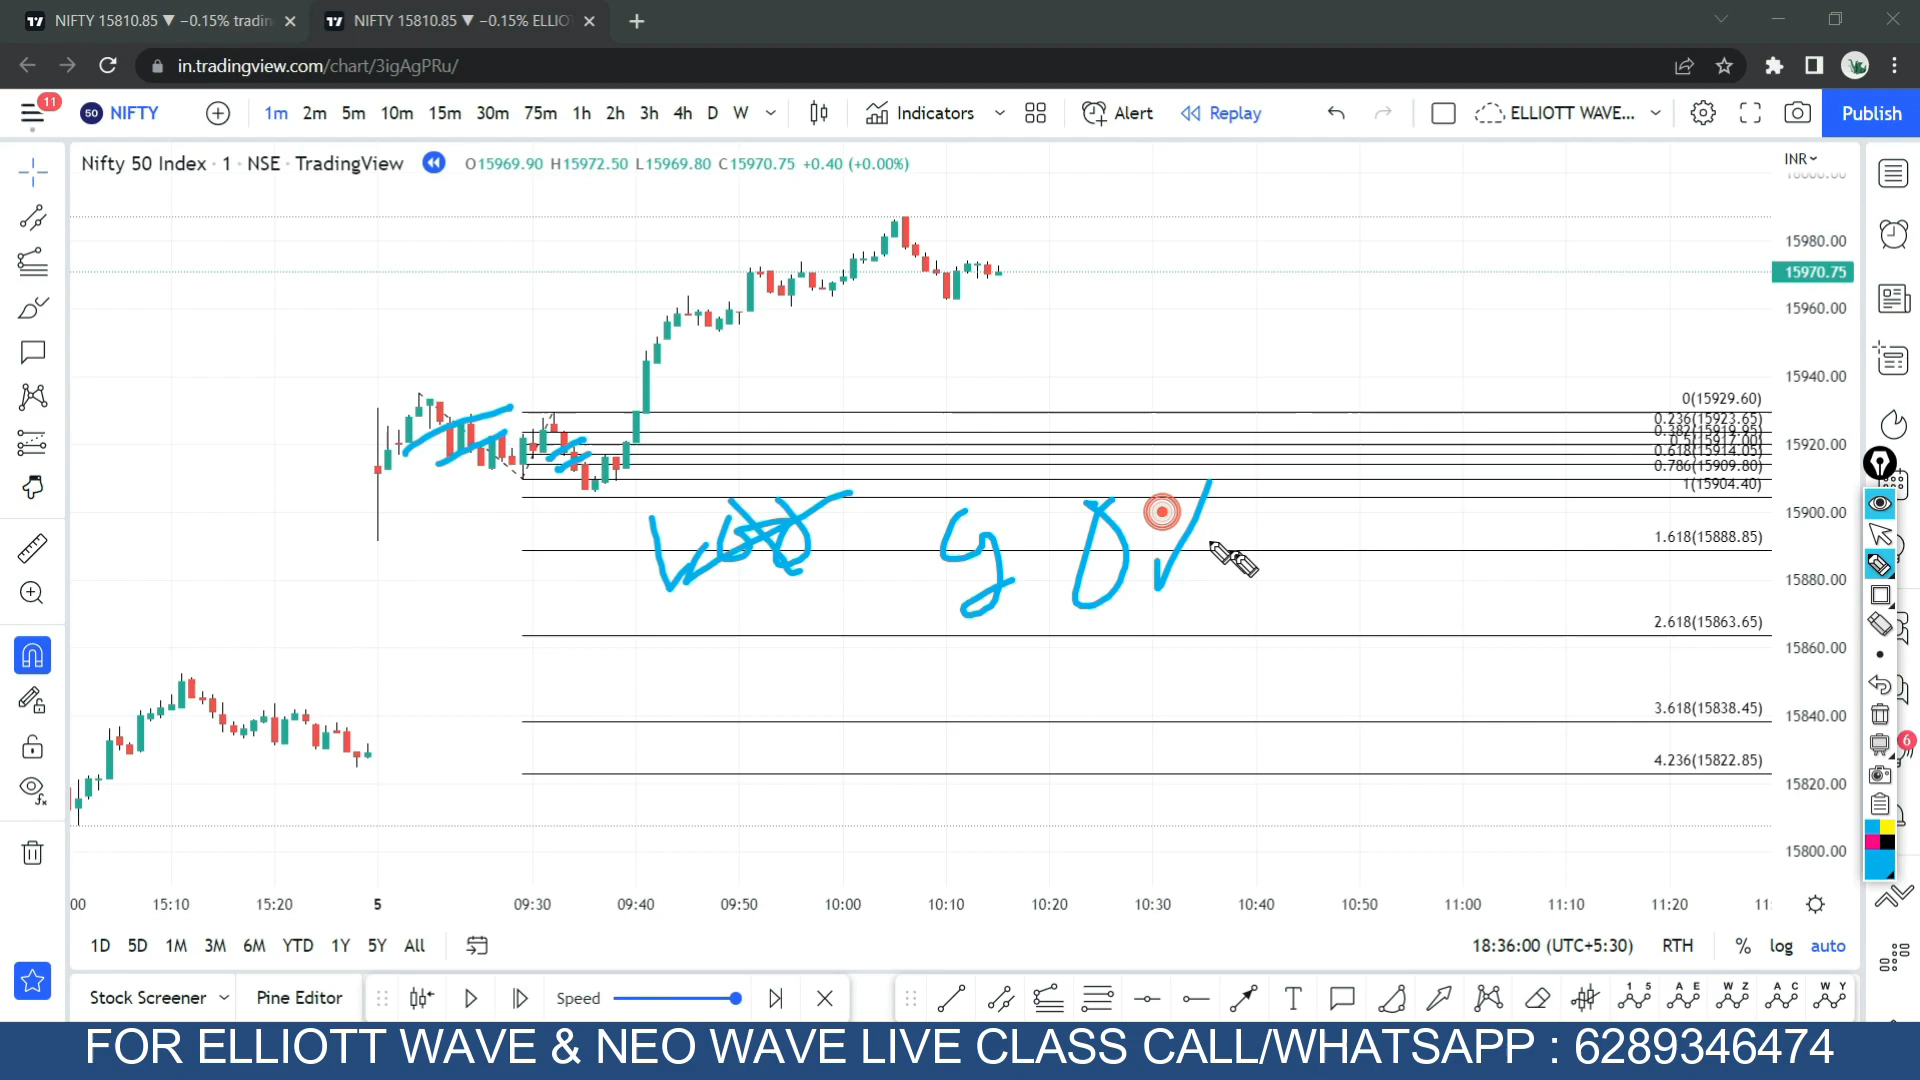 NIFTY 15810.85 ▼ −0.15% tradin
NIFTY 15810.85 ▼ −0.15% ELLIO
in.tradingview.com/chart/3igAgPRu/
11
50 NIFTY 1m 2m 5m 10m 15m 30m 75m 1h 2h 3h 4h D W Indicators Alert Replay ELLIOTT WAVE... Publish
Nifty 50 Index · 1 · NSE · TradingView O15969.90 H15972.50 L15969.80 C15970.75 +0.40 (+0.00%)
INR
15980.00
15970.75
15960.00
15940.00
15920.00
15900.00
15880.00
15860.00
15840.00
15820.00
15800.00
0(15929.60)
0.236(15923.65)
0.382(15919.95)
0.5(15917.00)
0.618(15914.05)
0.786(15909.80)
1(15904.40)
1.618(15888.85)
2.618(15863.65)
3.618(15838.45)
4.236(15822.85)
6
00 15:10 15:20 5 09:30 09:40 09:50 10:00 10:10 10:20 10:30 10:40 10:50 11:00 11:10 11:20 11:
1D 5D 1M 3M 6M YTD 1Y 5Y All 18:36:00 (UTC+5:30) RTH % log auto
Stock Screener Pine Editor Speed
1 5 A E W Z A C W Y
FOR ELLIOTT WAVE & NEO WAVE LIVE CLASS CALL/WHATSAPP : 6289346474